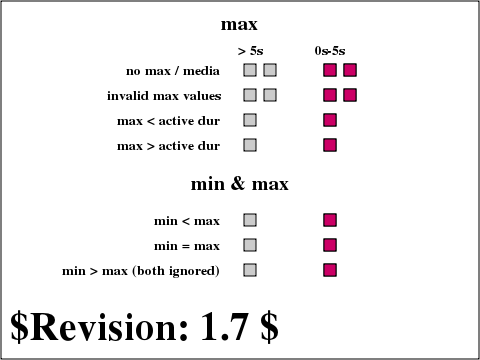 max
> 5s 0s-5s
no max / media
invalid max values
max < active dur
max > active dur
min & max
min < max
min = max
min > max (both ignored)
$Revision: 1.7 $